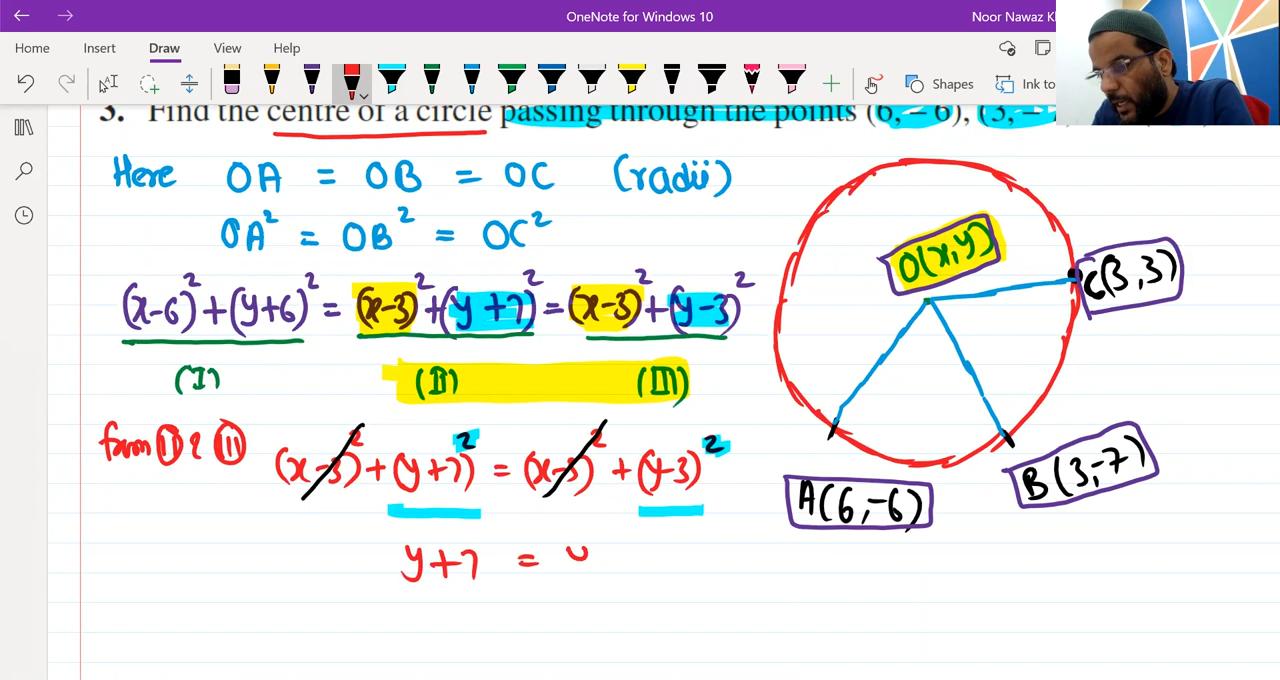 OneNote for Windows 10
Noor Nawaz
Home Insert Draw View Help
Shapes Ink to
3. Find the centre of a circle passing through the points (6, – 6), (3, –
Here OA = OB = OC (radii)
OA² = OB² = OC²
(x-6)² + (y+6)² = (x-3)² + (y+7)² = (x-3)² + (y-3)²
(I) (II) (III)
from (II) & (III) (x-3)² + (y+7)² = (x-3)² + (y-3)²
y+7 =
O(x,y)
C(3,3)
A(6,-6)
B(3,-7)